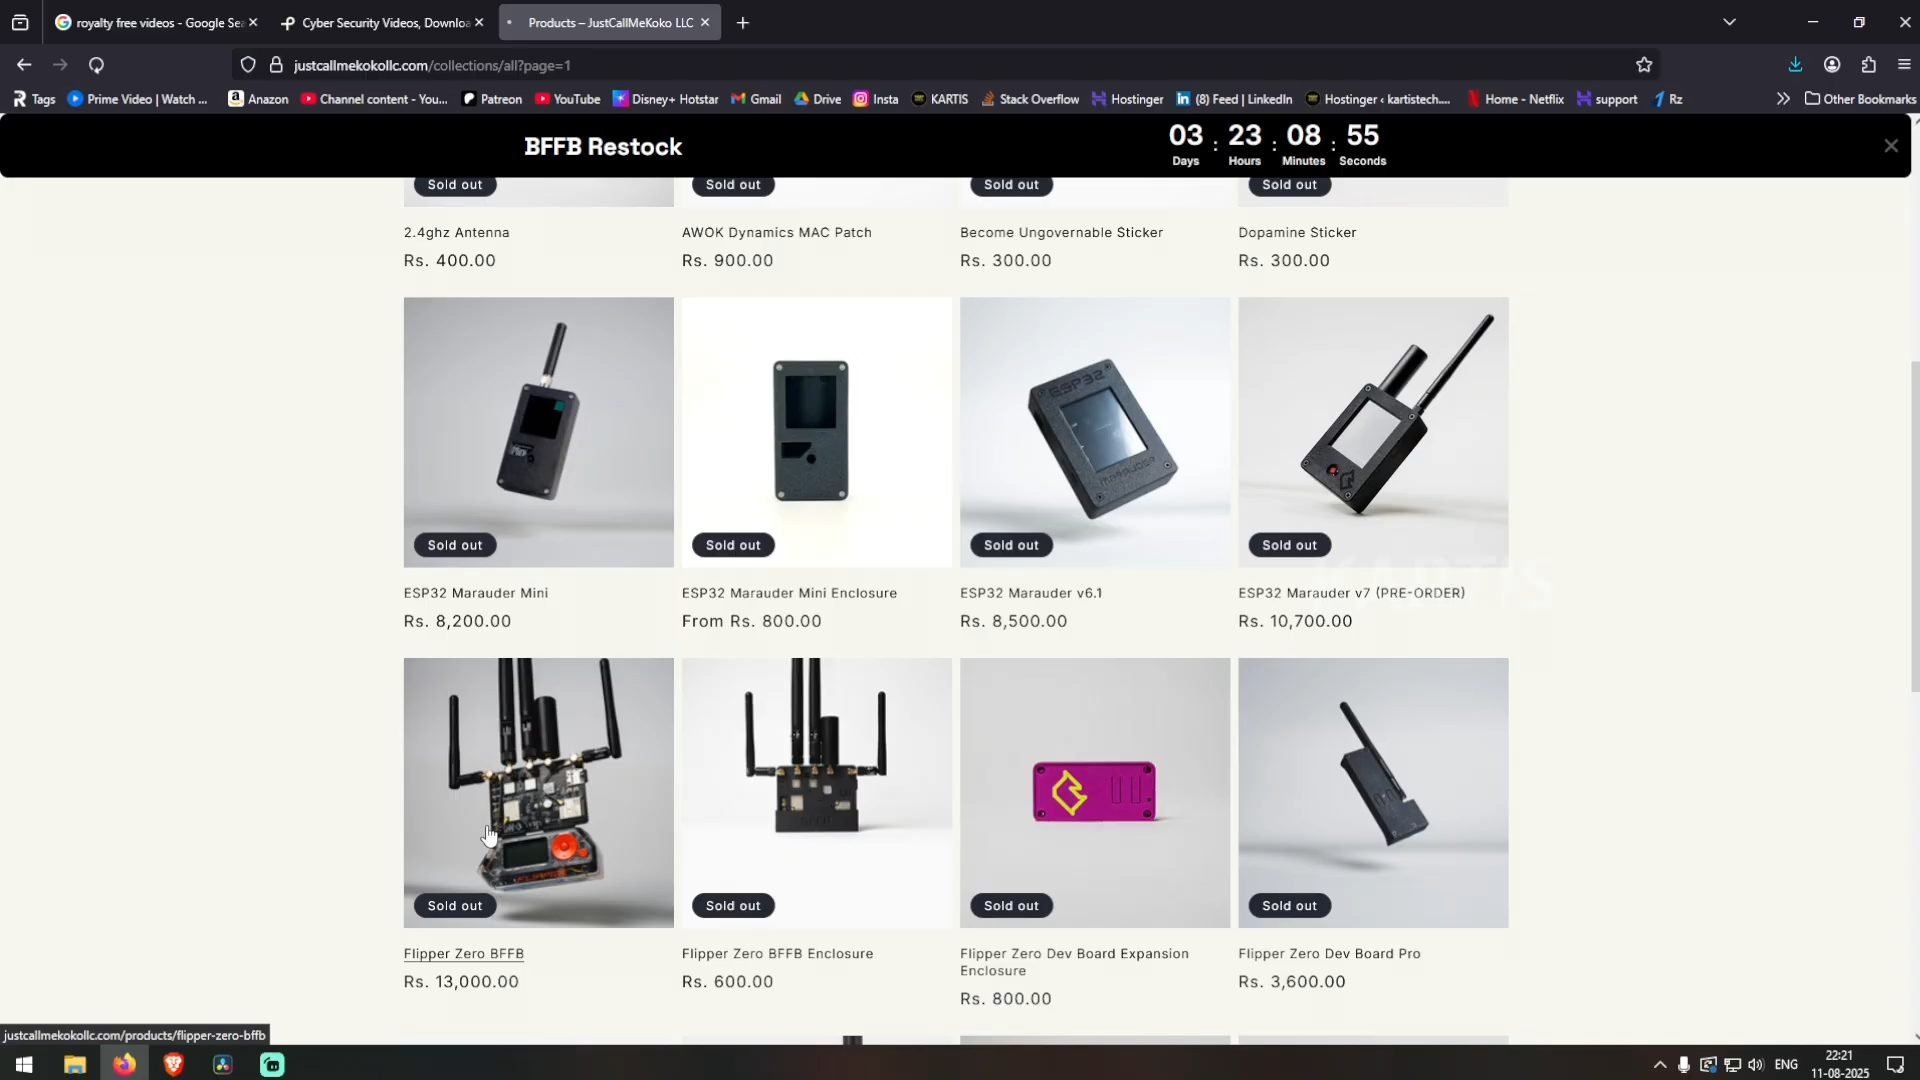 royalty free videos - Google Sea
Cyber Security Videos, Downloa
Products – JustCallMeKoko LLC
justcallmekokollc.com/collections/all?page=1
Tags
Prime Video | Watch ...
Anazon
Channel content - You...
Patreon
YouTube
Disney+ Hotstar
Gmail
Drive
Insta
KARTIS
Stack Overflow
Hostinger
(8) Feed | LinkedIn
Hostinger ‹ kartistech....
Home - Netflix
support
Rz
Other Bookmarks
BFFB Restock
03 : 23 : 08 : 55
Days Hours Minutes Seconds
Sold out
Sold out
Sold out
Sold out
2.4ghz Antenna
AWOK Dynamics MAC Patch
Become Ungovernable Sticker
Dopamine Sticker
Rs. 400.00
Rs. 900.00
Rs. 300.00
Rs. 300.00
ESP32
MARAUDER
Sold out
Sold out
Sold out
Sold out
KARTIS
ESP32 Marauder Mini
ESP32 Marauder Mini Enclosure
ESP32 Marauder v6.1
ESP32 Marauder v7 (PRE-ORDER)
Rs. 8,200.00
From Rs. 800.00
Rs. 8,500.00
Rs. 10,700.00
Sold out
Sold out
Sold out
Sold out
Flipper Zero BFFB
Flipper Zero BFFB Enclosure
Flipper Zero Dev Board Expansion
Enclosure
Flipper Zero Dev Board Pro
Rs. 13,000.00
Rs. 600.00
Rs. 800.00
Rs. 3,600.00
justcallmekokollc.com/products/flipper-zero-bffb
ENG
22:21
11-08-2025